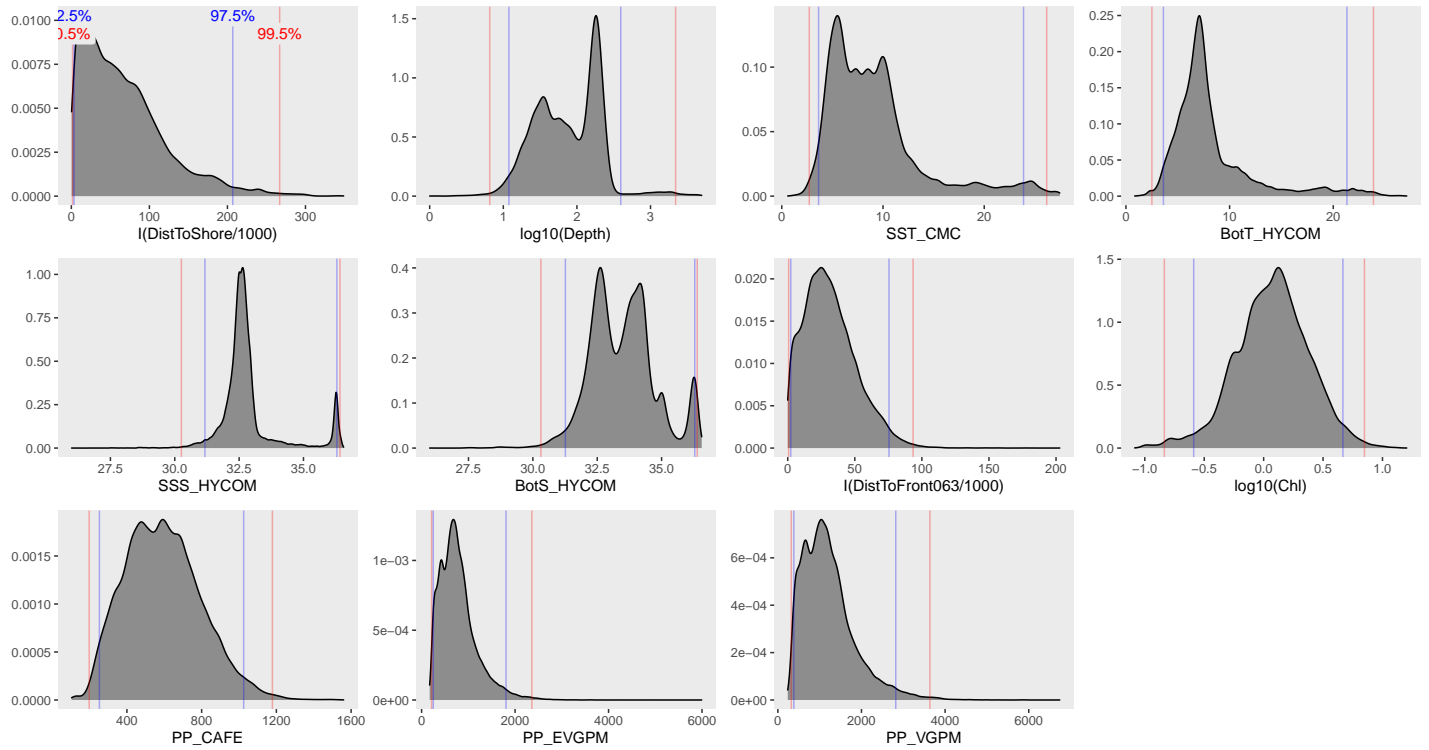 2.5% 97.5%
0.5% 99.5%
0.010
0.0075
0.0050
0.0025
0.0000
0 100 200 300
I(DistToShore/1000)
1.5
1.0
0.5
0.0
0 1 2 3
log10(Depth)
0.10
0.05
0.00
0 10 20
SST_CMC
0.25
0.20
0.15
0.10
0.05
0.00
0 10 20
BotT_HYCOM
1.00
0.75
0.50
0.25
0.00
27.5 30.0 32.5 35.0
SSS_HYCOM
0.4
0.3
0.2
0.1
0.0
27.5 30.0 32.5 35.0
BotS_HYCOM
0.020
0.015
0.010
0.005
0.000
0 50 100 150 200
I(DistToFront063/1000)
1.5
1.0
0.5
0.0
−1.0 −0.5 0.0 0.5 1.0
log10(Chl)
0.0015
0.0010
0.0005
0.0000
400 800 1200 1600
PP_CAFE
1e−03
5e−04
0e+00
0 2000 4000 6000
PP_EVGPM
6e−04
4e−04
2e−04
0e+00
0 2000 4000 6000
PP_VGPM